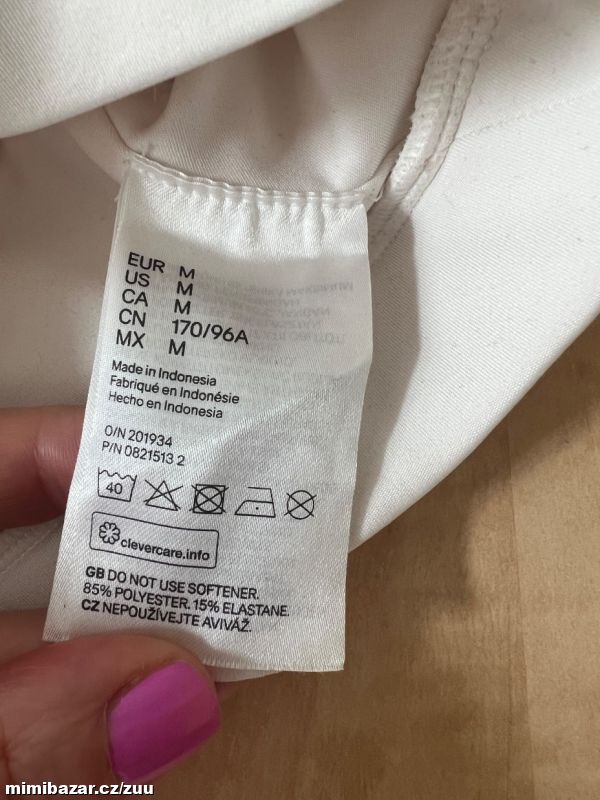 EUR M
US M
CA M
CN 170/96A
MX M
Made in Indonesia
Fabriqué en Indonésie
Hecho en Indonesia
O/N 201934
P/N 0821513 2
40
clevercare.info
GB DO NOT USE SOFTENER.
85% POLYESTER. 15% ELASTANE.
CZ NEPOUŽÍVEJTE AVIVÁŽ.
mimibazar.cz/zuu